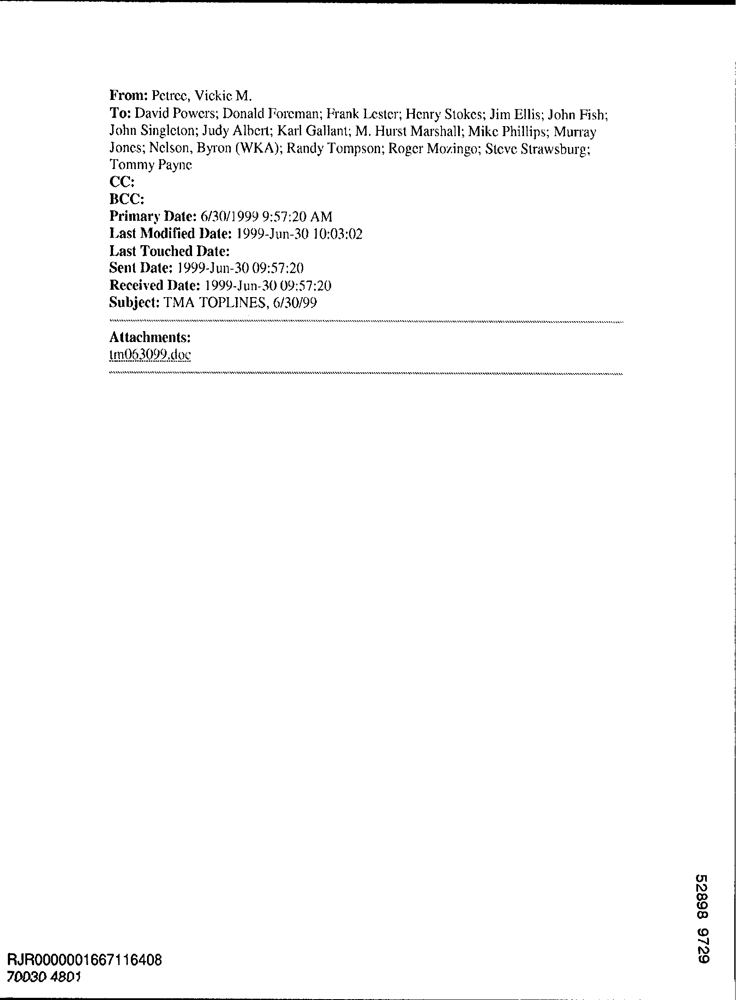 From: Petree, Vickie M.
To: David Powers; Donald Foreman; Frank Lester; Henry Stokes; Jim Ellis; John Fish;
John Singleton; Judy Albert; Karl Gallant; M. Hurst Marshall; Mike Phillips; Murray
Jones; Nelson, Byron (WKA); Randy Tompson; Roger Mozingo; Steve Strawsburg;
Tommy Payne
CC:
BCC:
Primary Date: 6/30/1999 9:57:20 AM
Last Modified Date: 1999-Jun-30 10:03:02
Last Touched Date:
Sent Date: 1999-Jun-30 09:57:20
Received Date: 1999-Jun-30 09:57:20
Subject: TMA TOPLINES, 6/30/99
Attachments:
tm063099.doc
52898 9729
RJR0000001667116408
70030 4801